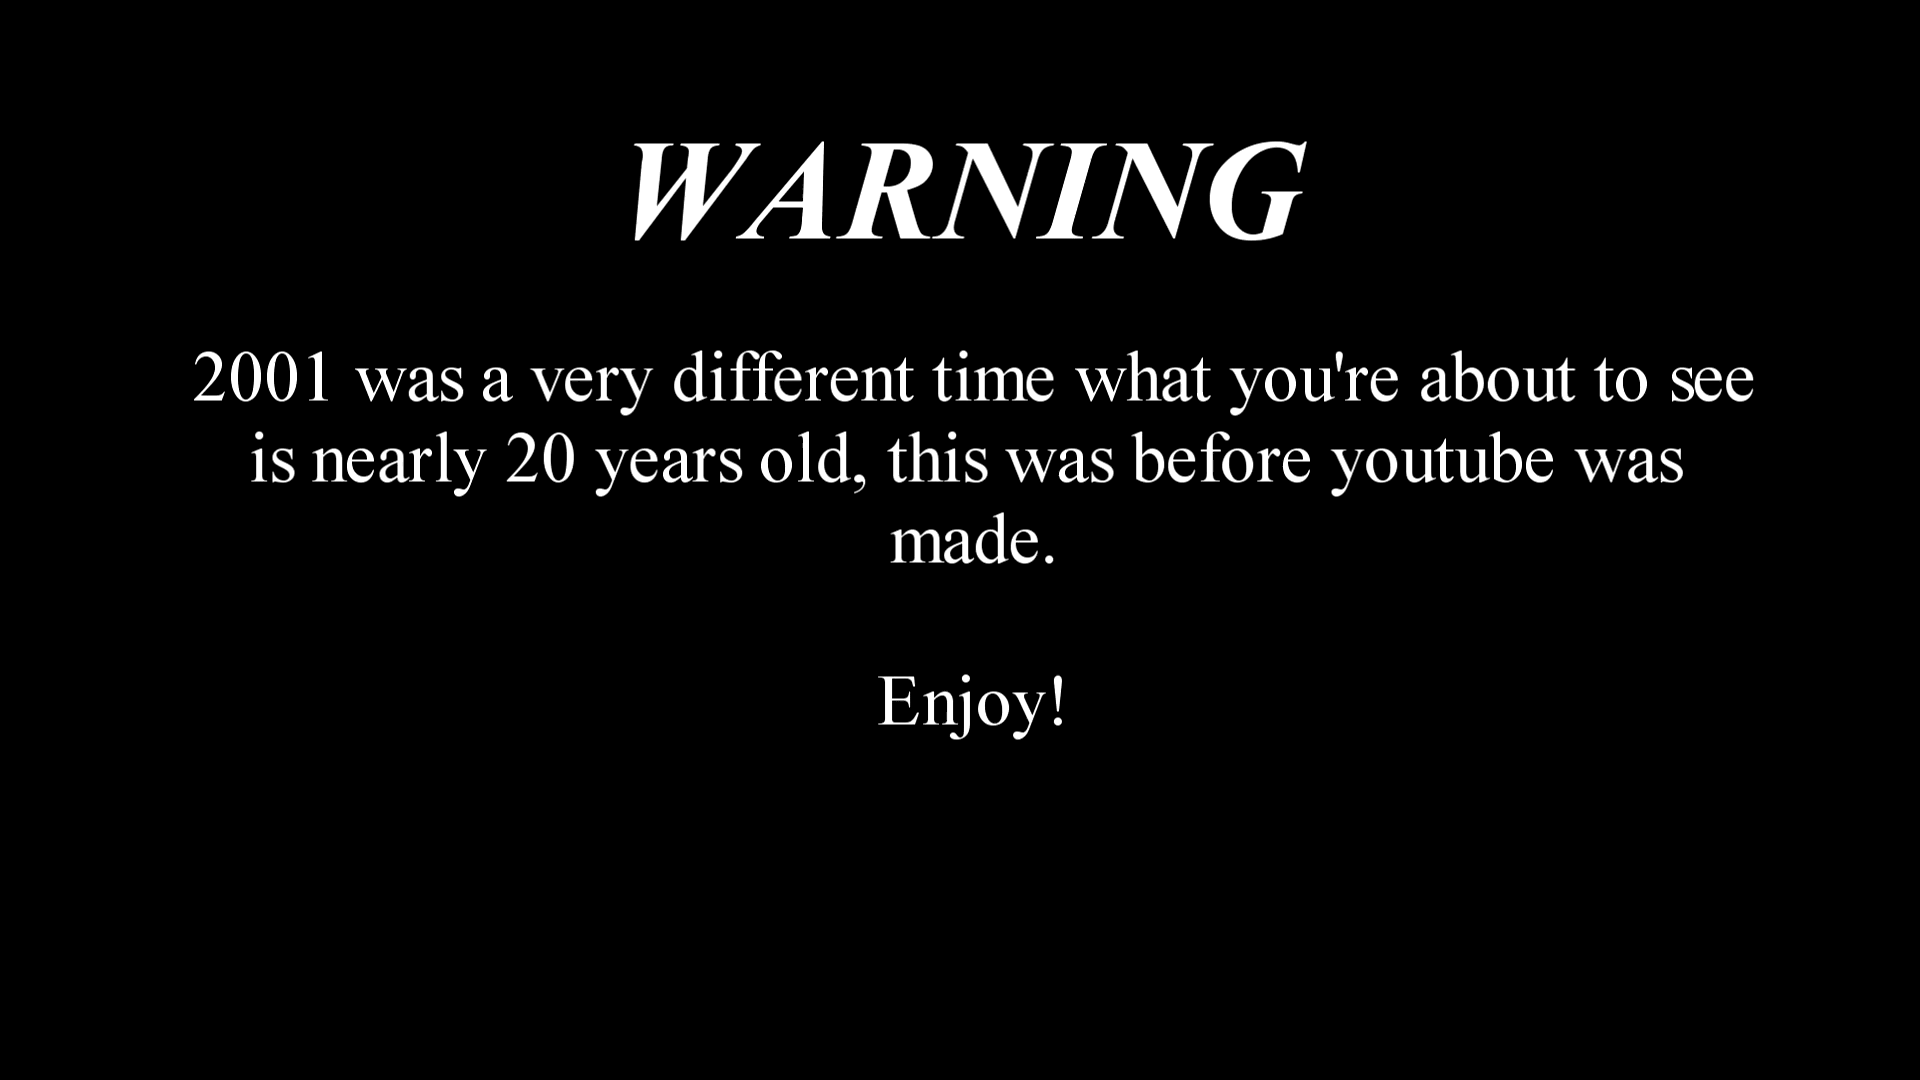 WARNING
2001 was a very different time what you're about to see
is nearly 20 years old, this was before youtube was
made.
Enjoy!